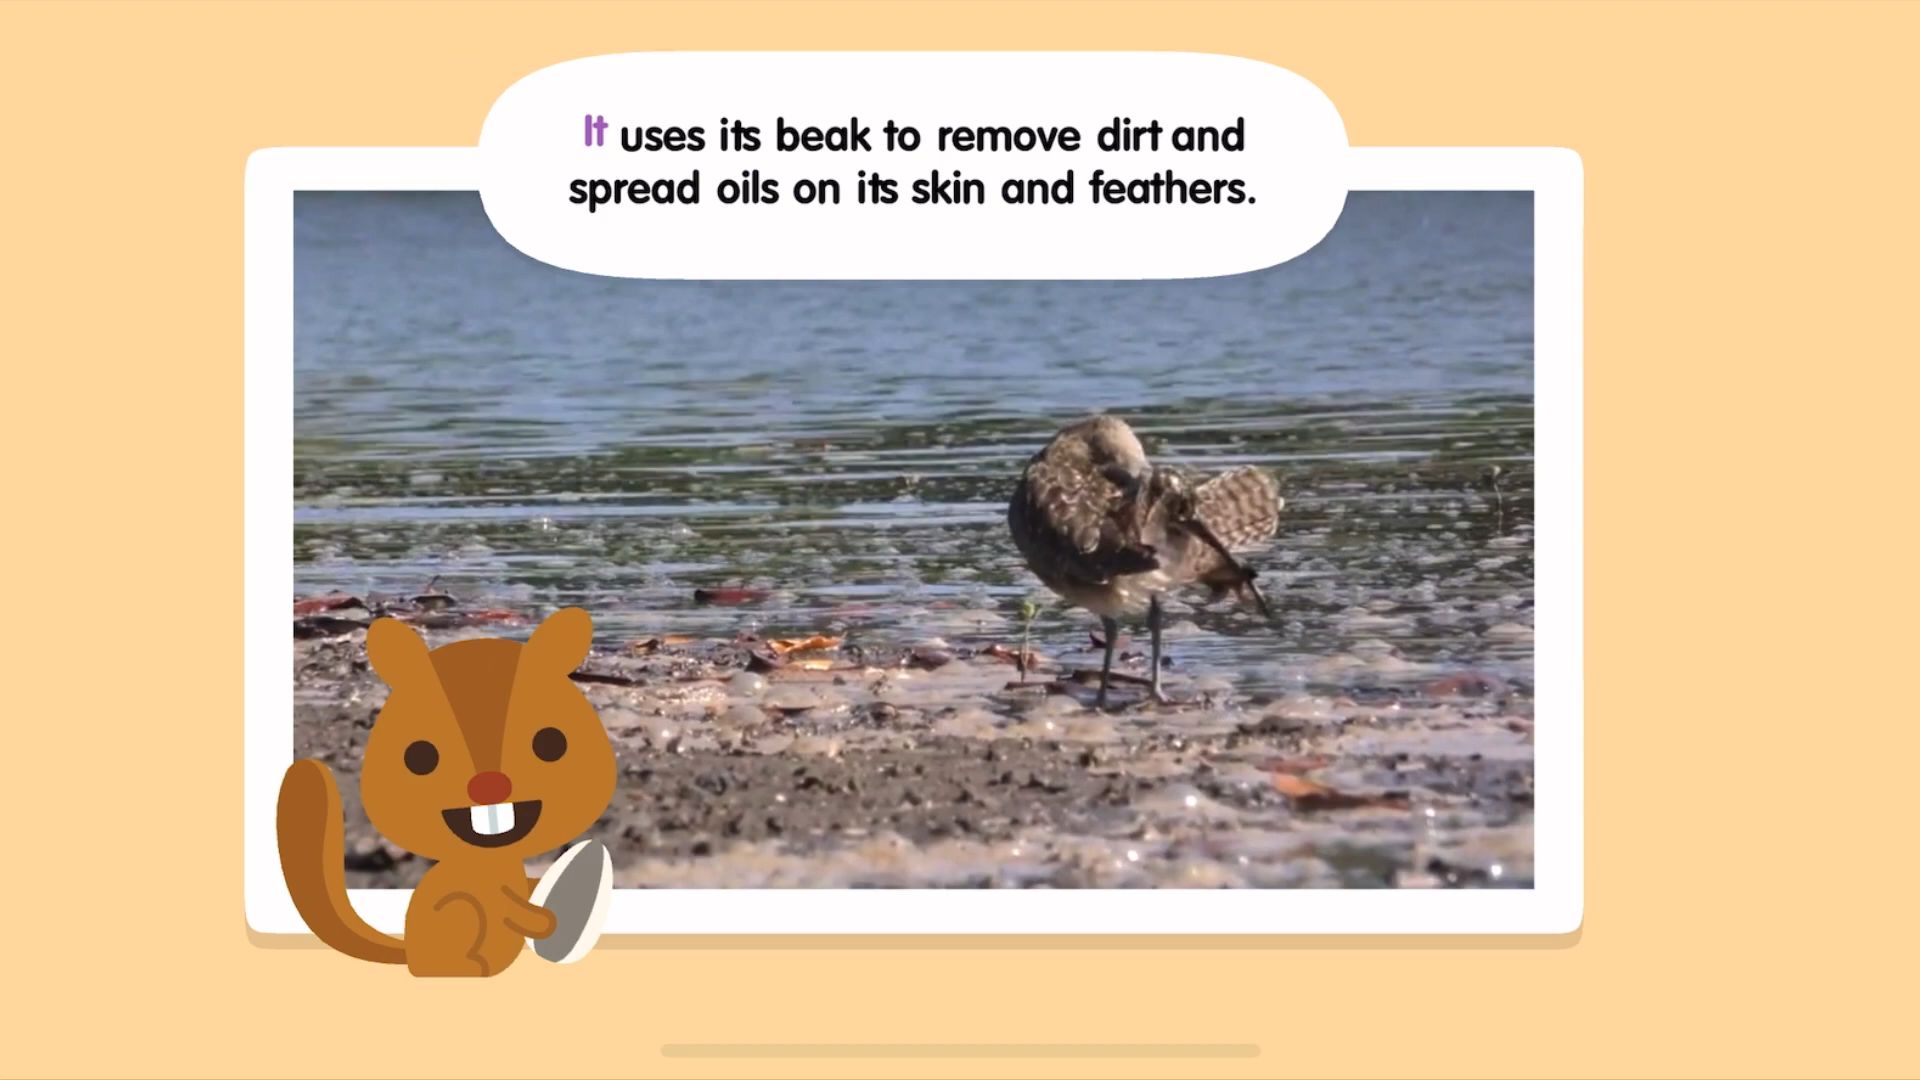 It uses its beak to remove dirt and
spread oils on its skin and feathers.